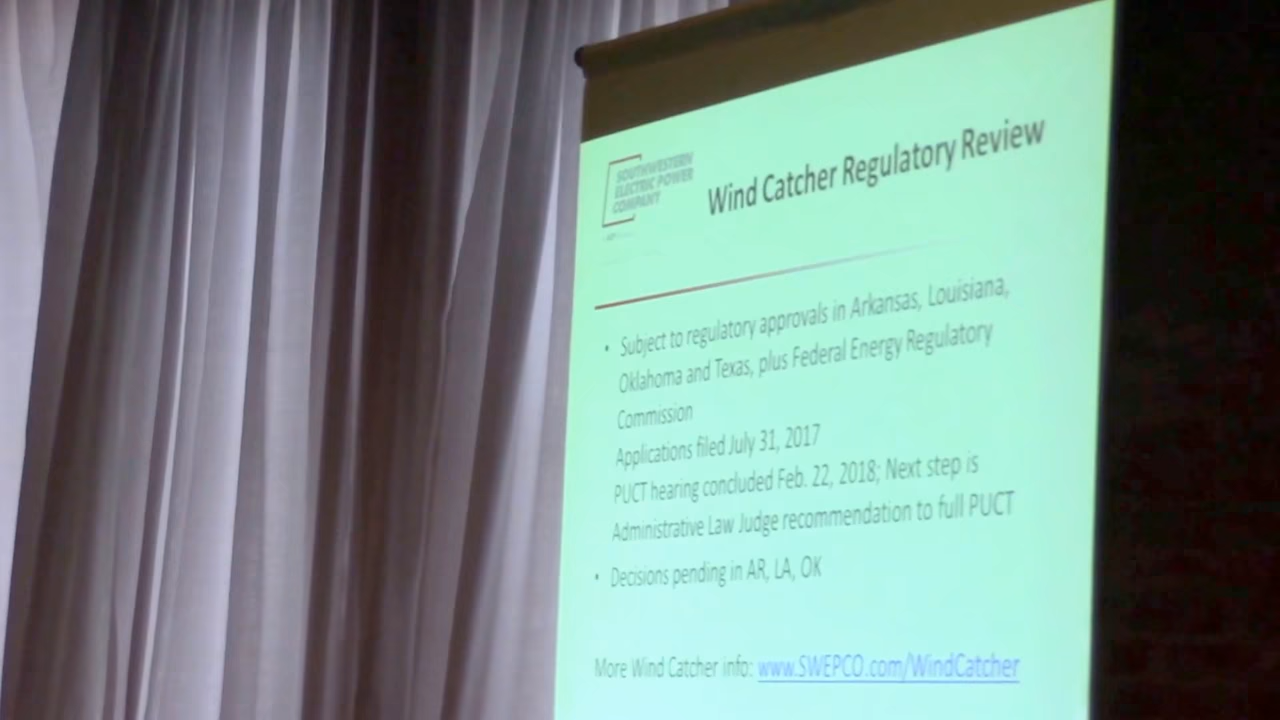 SOUTHWESTERN
ELECTRIC POWER
COMPANY
Wind Catcher Regulatory Review
• Subject to regulatory approvals in Arkansas, Louisiana,
Oklahoma and Texas, plus Federal Energy Regulatory
Commission
Applications filed July 31, 2017
PUCT hearing concluded Feb. 22, 2018; Next step is
Administrative Law Judge recommendation to full PUCT
• Decisions pending in AR, LA, OK
More Wind Catcher info: www.SWEPCO.com/WindCatcher